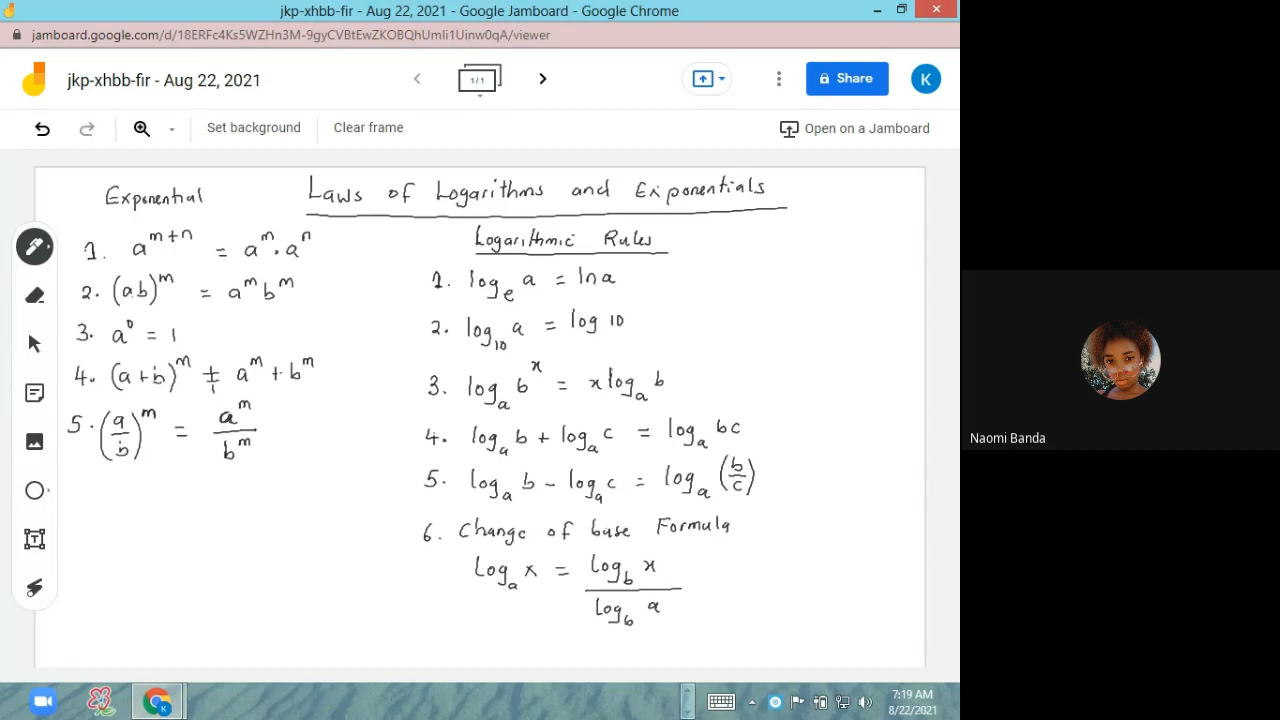 jkp-xhbb-fir - Aug 22, 2021 - Google Jamboard - Google Chrome
jamboard.google.com/d/18ERFc4Ks5WZHn3M-9gyCVBtEwZKOBQhUmli1Uinw0qA/viewer
jkp-xhbb-fir - Aug 22, 2021
1/1
Share
K
Set background
Clear frame
Open on a Jamboard
Laws of Logarithms and Exponentials
Exponential
1. a^{m+n} = a^m · a^n
2. (ab)^m = a^m b^m
3. a^0 = 1
4. (a+b)^m ≠ a^m + b^m
5. (a/b)^m = a^m / b^m
Logarithmic Rules
1. log_e a = ln a
2. log_10 a = log 10
3. log_a b^x = x log_a b
4. log_a b + log_a c = log_a bc
5. log_a b - log_a c = log_a (b/c)
6. Change of base Formula
log_a x = log_b x / log_b a
Naomi Banda
7:19 AM
8/22/2021